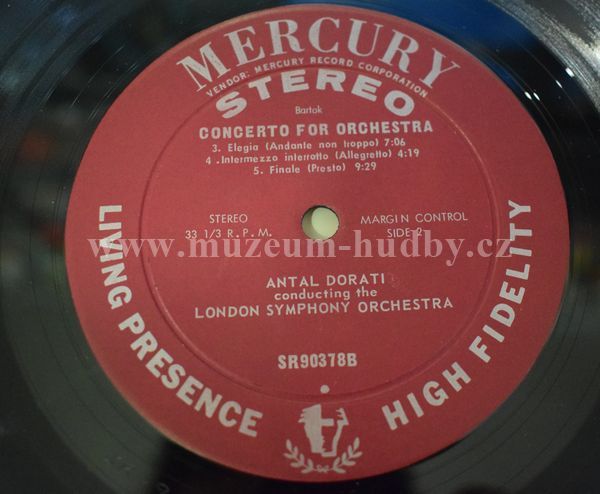 MERCURY
VENDOR: MERCURY RECORD CORPORATION
STEREO
Bartok
CONCERTO FOR ORCHESTRA
3. Elegia (Andante non troppo) 7:06
4. Intermezzo interrotto (Allegretto) 4:19
5. Finale (Presto) 9:29
STEREO
33 1/3 R.P.M.
MARGIN CONTROL
SIDE 2
www.muzeum-hudby.cz
ANTAL DORATI
conducting the
LONDON SYMPHONY ORCHESTRA
SR90378B
LIVING PRESENCE
HIGH FIDELITY